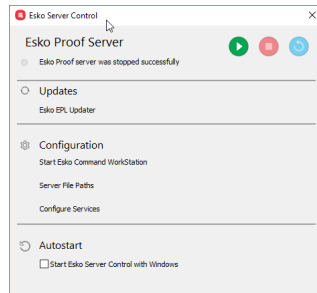 Esko Server Control
Esko Proof Server
Esko Proof server was stopped successfully
Updates
Esko EPL Updater
Configuration
Start Esko Command WorkStation
Server File Paths
Configure Services
Autostart
Start Esko Server Control with Windows